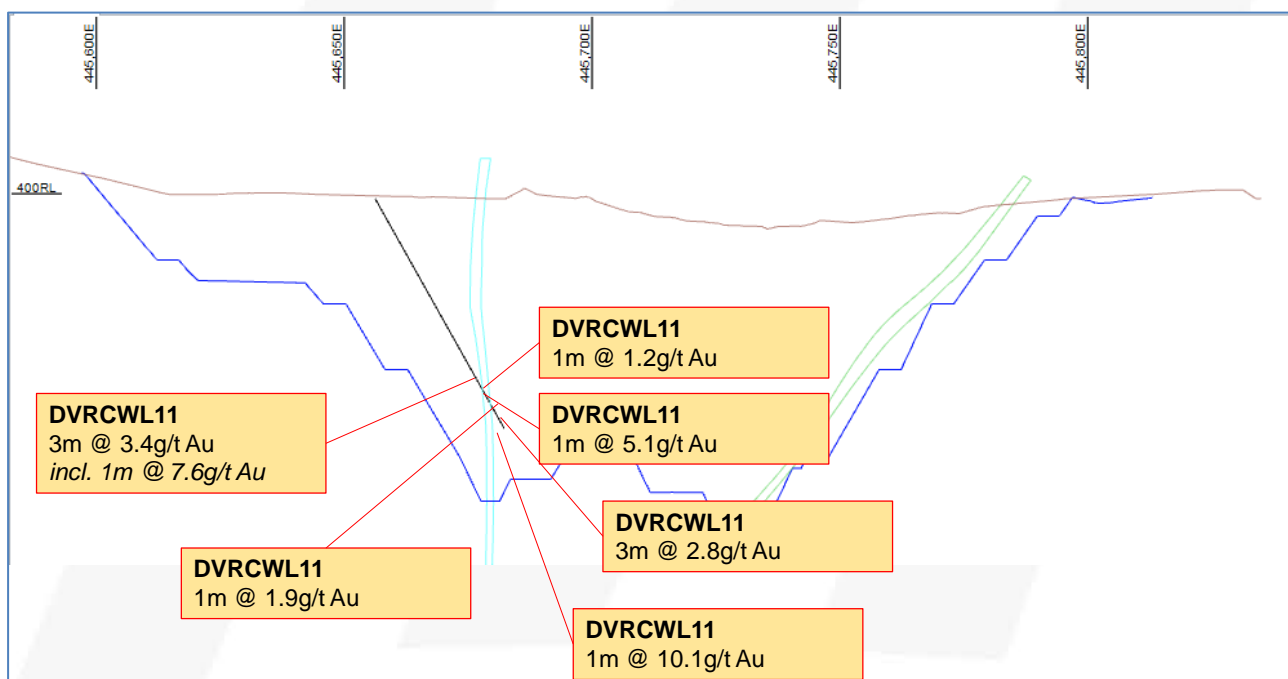 445,600E
445,650E
445,700E
445,750E
445,800E
400RL
DVRCWL11
1m @ 1.2g/t Au
DVRCWL11
3m @ 3.4g/t Au
incl. 1m @ 7.6g/t Au
DVRCWL11
1m @ 5.1g/t Au
DVRCWL11
3m @ 2.8g/t Au
DVRCWL11
1m @ 1.9g/t Au
DVRCWL11
1m @ 10.1g/t Au